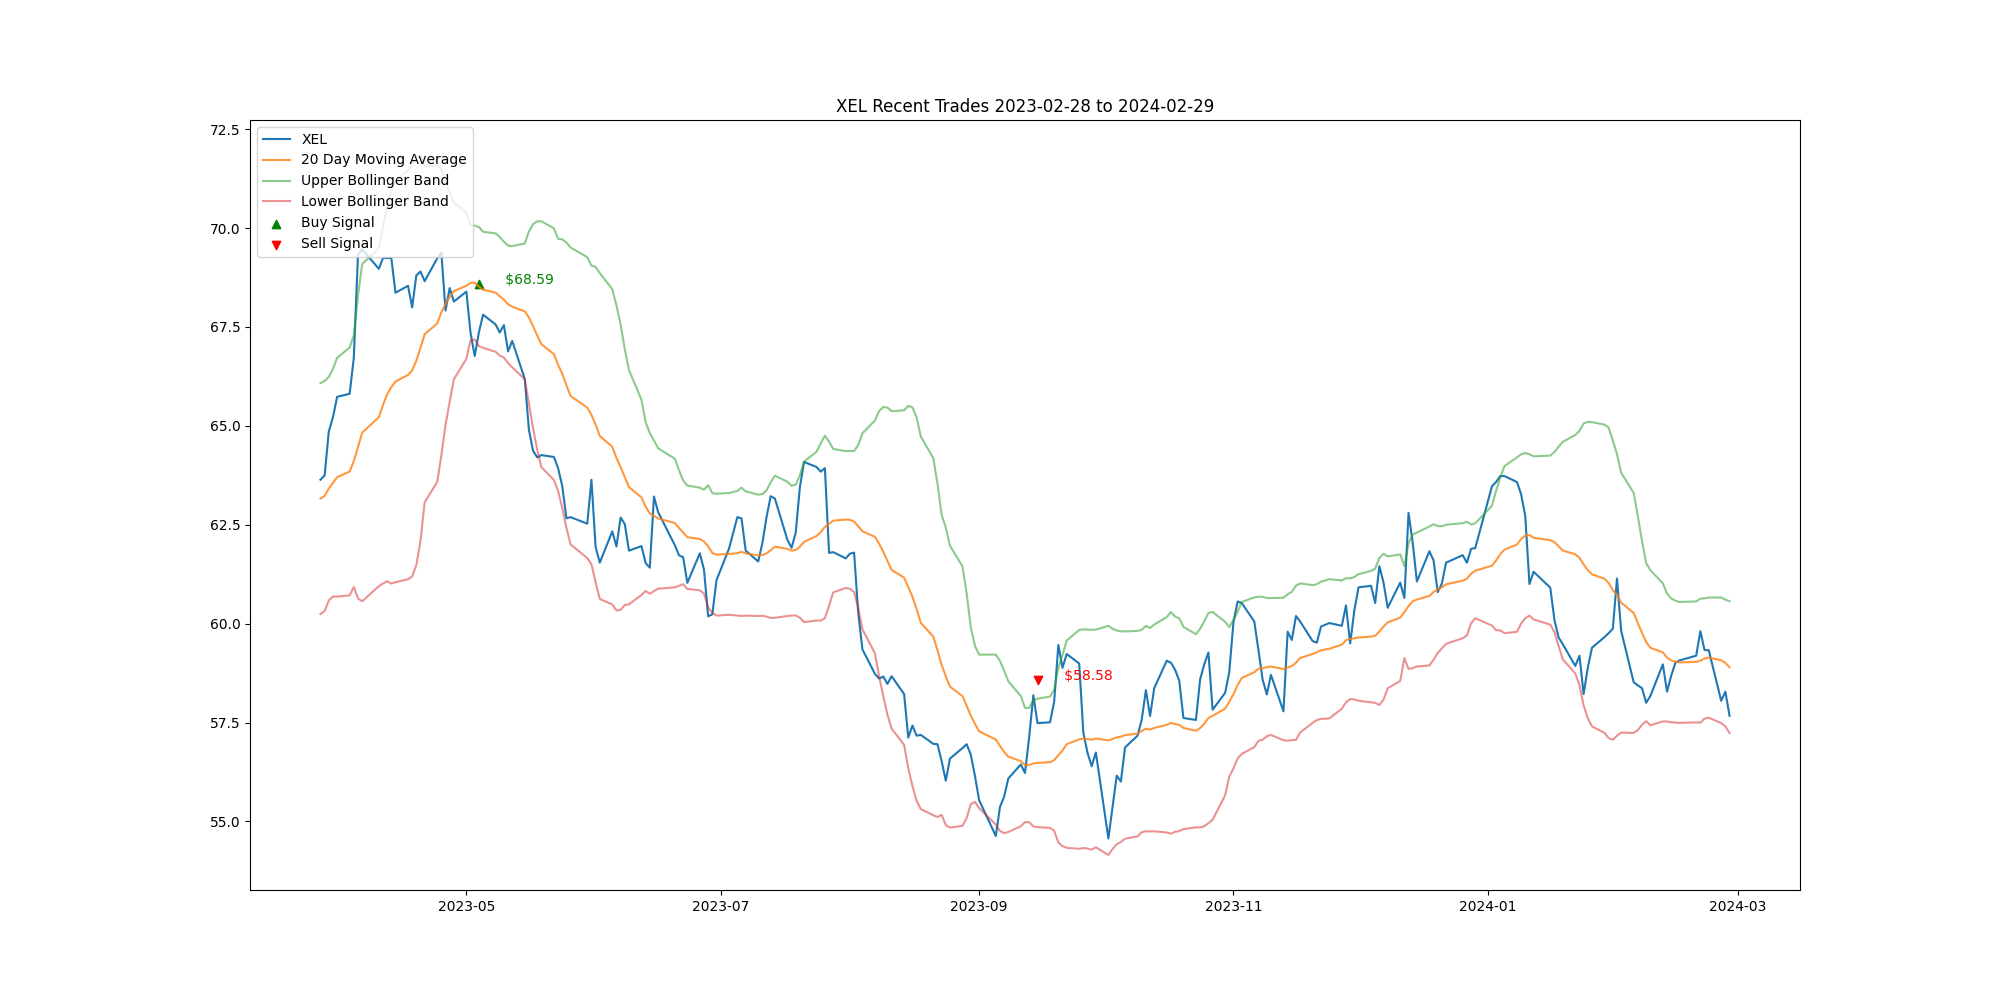 XEL Recent Trades 2023-02-28 to 2024-02-29
72.5
70.0
67.5
65.0
62.5
60.0
57.5
55.0
XEL
20 Day Moving Average
Upper Bollinger Band
Lower Bollinger Band
Buy Signal
Sell Signal
$68.59
$58.58
2023-05
2023-07
2023-09
2023-11
2024-01
2024-03